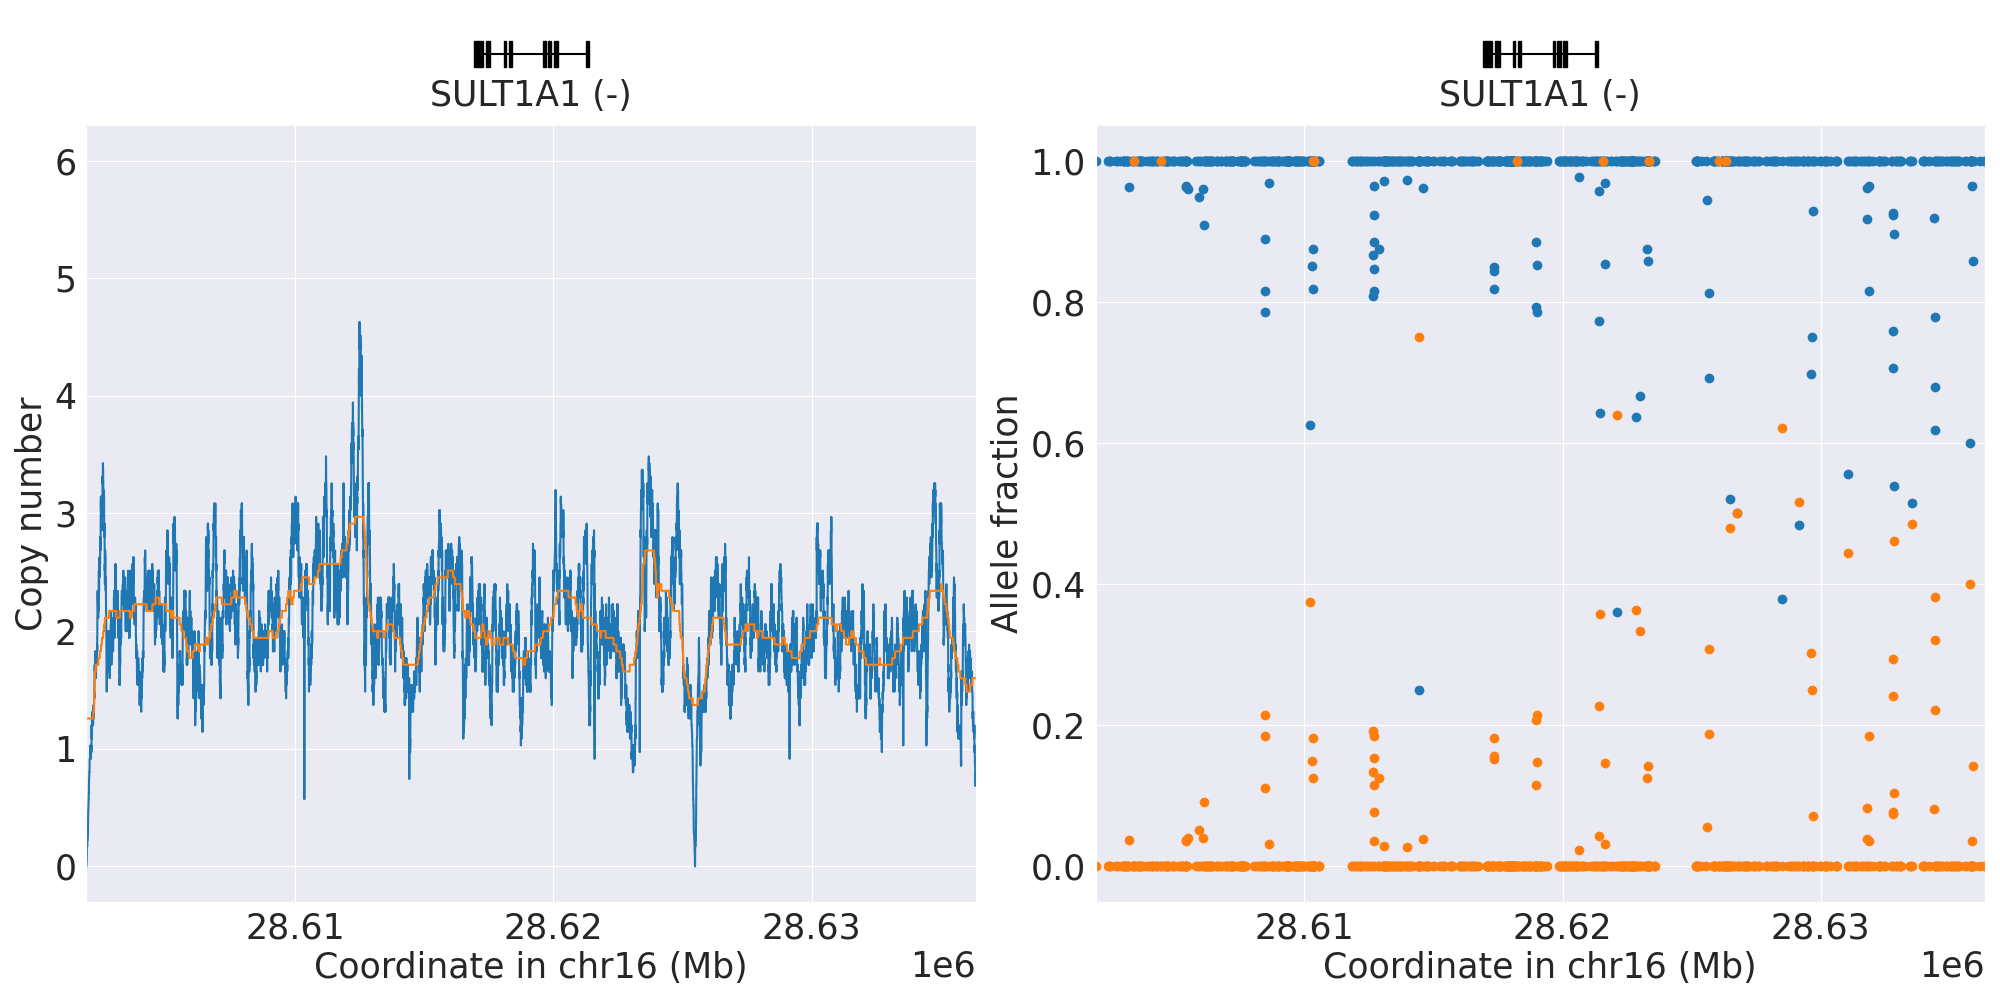 SULT1A1 (-)
Copy number
6
5
4
3
2
1
0
28.61 28.62 28.63
Coordinate in chr16 (Mb) 1e6
SULT1A1 (-)
Allele fraction
1.0
0.8
0.6
0.4
0.2
0.0
28.61 28.62 28.63
Coordinate in chr16 (Mb) 1e6